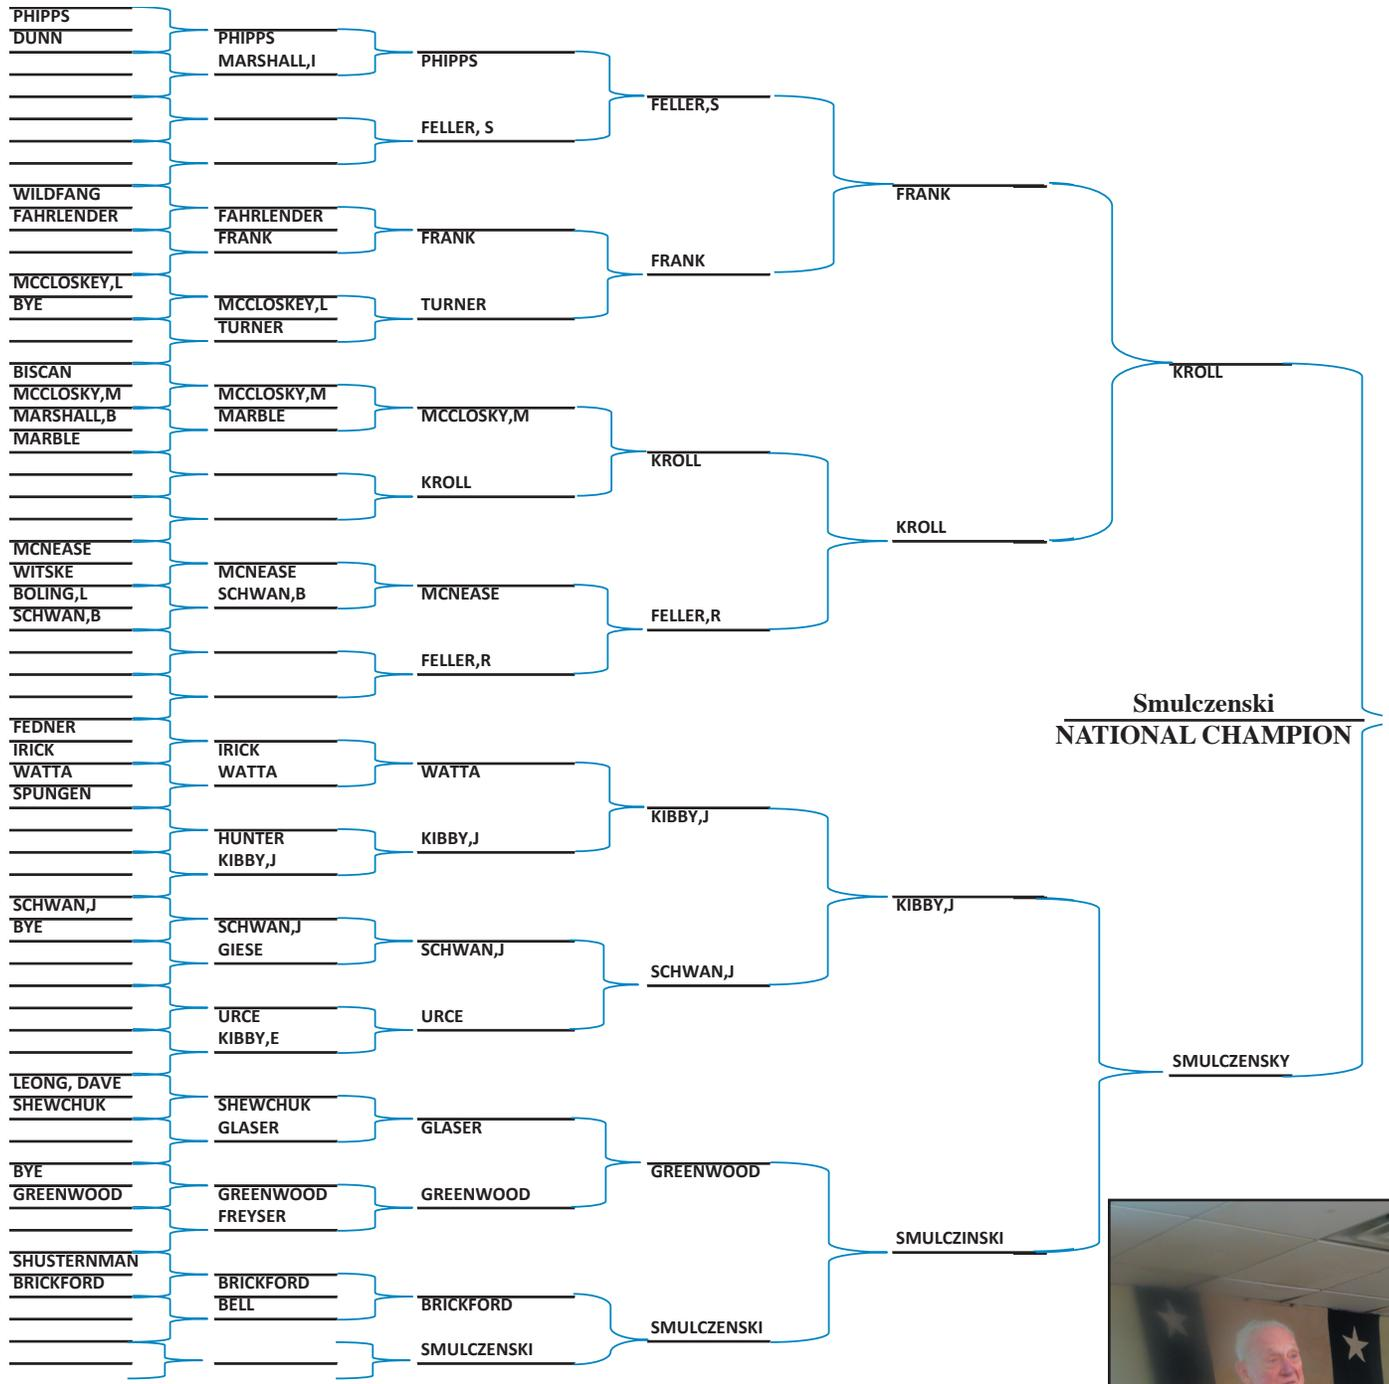 PHIPPS
DUNN
WILDFANG
FAHRLENDER
MCCLOSKEY,L
BYE
BISCAN
MCCLOSKY,M
MARSHALL,B
MARBLE
MCNEASE
WITSKE
BOLING,L
SCHWAN,B
FEDNER
IRICK
WATTA
SPUNGEN
SCHWAN,J
BYE
LEONG, DAVE
SHEWCHUK
BYE
GREENWOOD
SHUSTERNMAN
BRICKFORD
PHIPPS
MARSHALL,I
FAHRLENDER
FRANK
MCCLOSKEY,L
TURNER
MCCLOSKY,M
MARBLE
MCNEASE
SCHWAN,B
IRICK
WATTA
HUNTER
KIBBY,J
SCHWAN,J
GIESE
URCE
KIBBY,E
SHEWCHUK
GLASER
GREENWOOD
FREYSER
BRICKFORD
BELL
PHIPPS
FELLER, S
FRANK
TURNER
MCCLOSKY,M
KROLL
MCNEASE
FELLER,R
WATTA
KIBBY,J
SCHWAN,J
URCE
GLASER
GREENWOOD
BRICKFORD
SMULCZENSKI
FELLER,S
FRANK
KROLL
FELLER,R
KIBBY,J
SCHWAN,J
GREENWOOD
SMULCZENSKI
FRANK
KROLL
KIBBY,J
SMULCZINSKI
KROLL
SMULCZENSKY
Smulczenski
NATIONAL CHAMPION